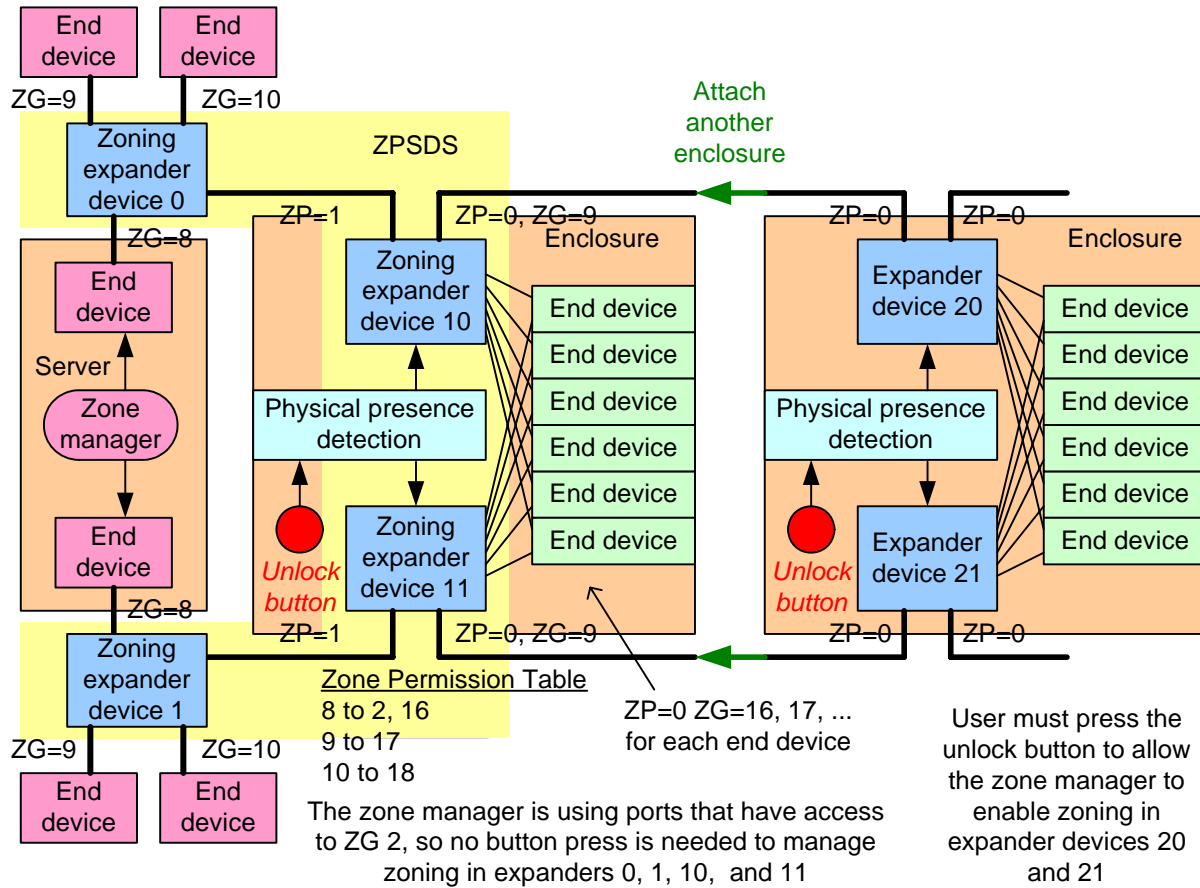 End
device
End
device
ZG=9
ZG=10
Zoning
expander
device 0
ZPSDS
Attach
another
enclosure
ZP=1
ZP=0, ZG=9
ZP=0
ZP=0
ZG=8
Enclosure
Enclosure
End
device
Server
Zone
manager
End
device
Zoning
expander
device 10
Physical presence
detection
Unlock
button
Zoning
expander
device 11
End device
End device
End device
End device
End device
End device
Expander
device 20
Physical presence
detection
Unlock
button
Expander
device 21
End device
End device
End device
End device
End device
End device
ZG=8
ZP=1
ZP=0, ZG=9
ZP=0
ZP=0
Zoning
expander
device 1
ZG=9
ZG=10
End
device
End
device
Zone Permission Table
8 to 2, 16
9 to 17
10 to 18
ZP=0 ZG=16, 17, ...
for each end device
The zone manager is using ports that have access
to ZG 2, so no button press is needed to manage
zoning in expanders 0, 1, 10, and 11
User must press the
unlock button to allow
the zone manager to
enable zoning in
expander devices 20
and 21